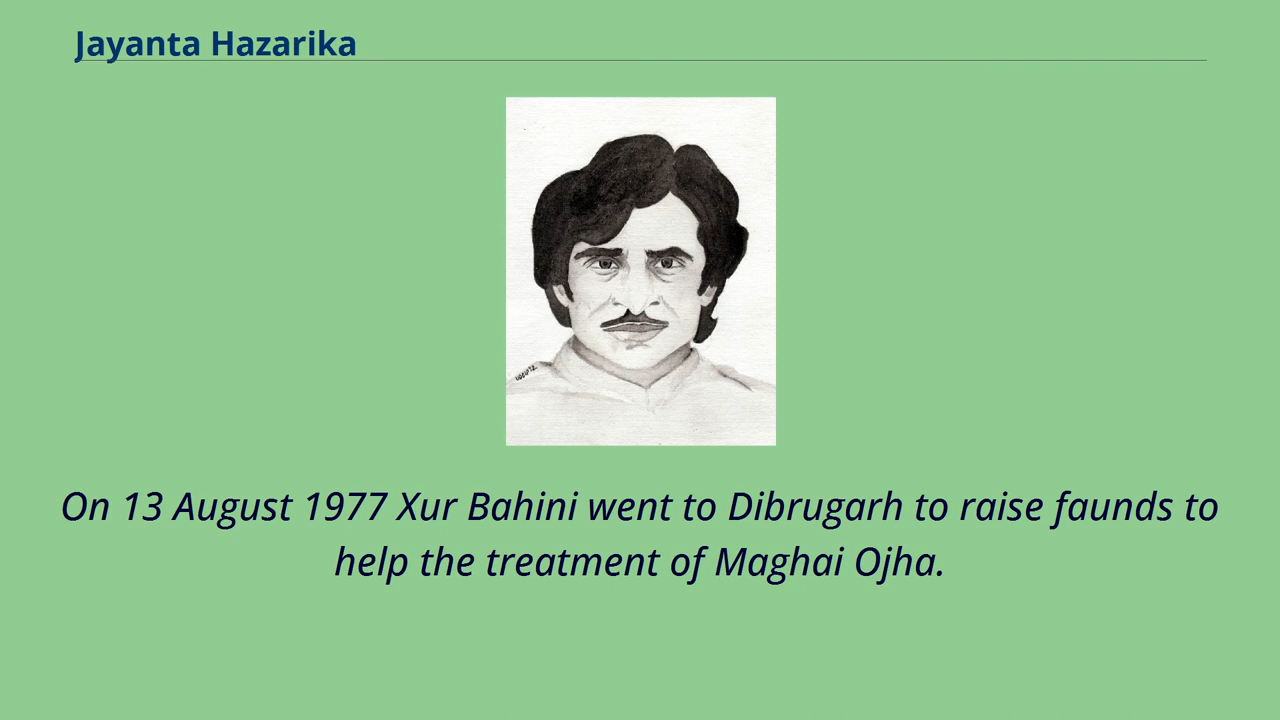 Jayanta Hazarika
On 13 August 1977 Xur Bahini went to Dibrugarh to raise faunds to
help the treatment of Maghai Ojha.